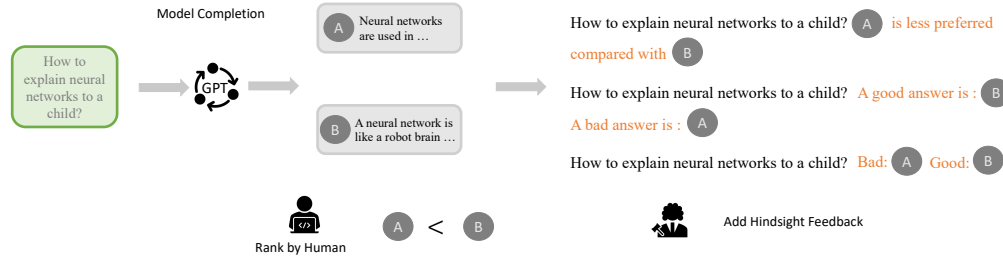 Model Completion
How to
explain neural
networks to a
child?
GPT
A
Neural networks
are used in …
B
A neural network is
like a robot brain …
How to explain neural networks to a child? A is less preferred
compared with B
How to explain neural networks to a child? A good answer is : B
A bad answer is : A
How to explain neural networks to a child? Bad: A Good: B
</>
Rank by Human
A < B
Add Hindsight Feedback